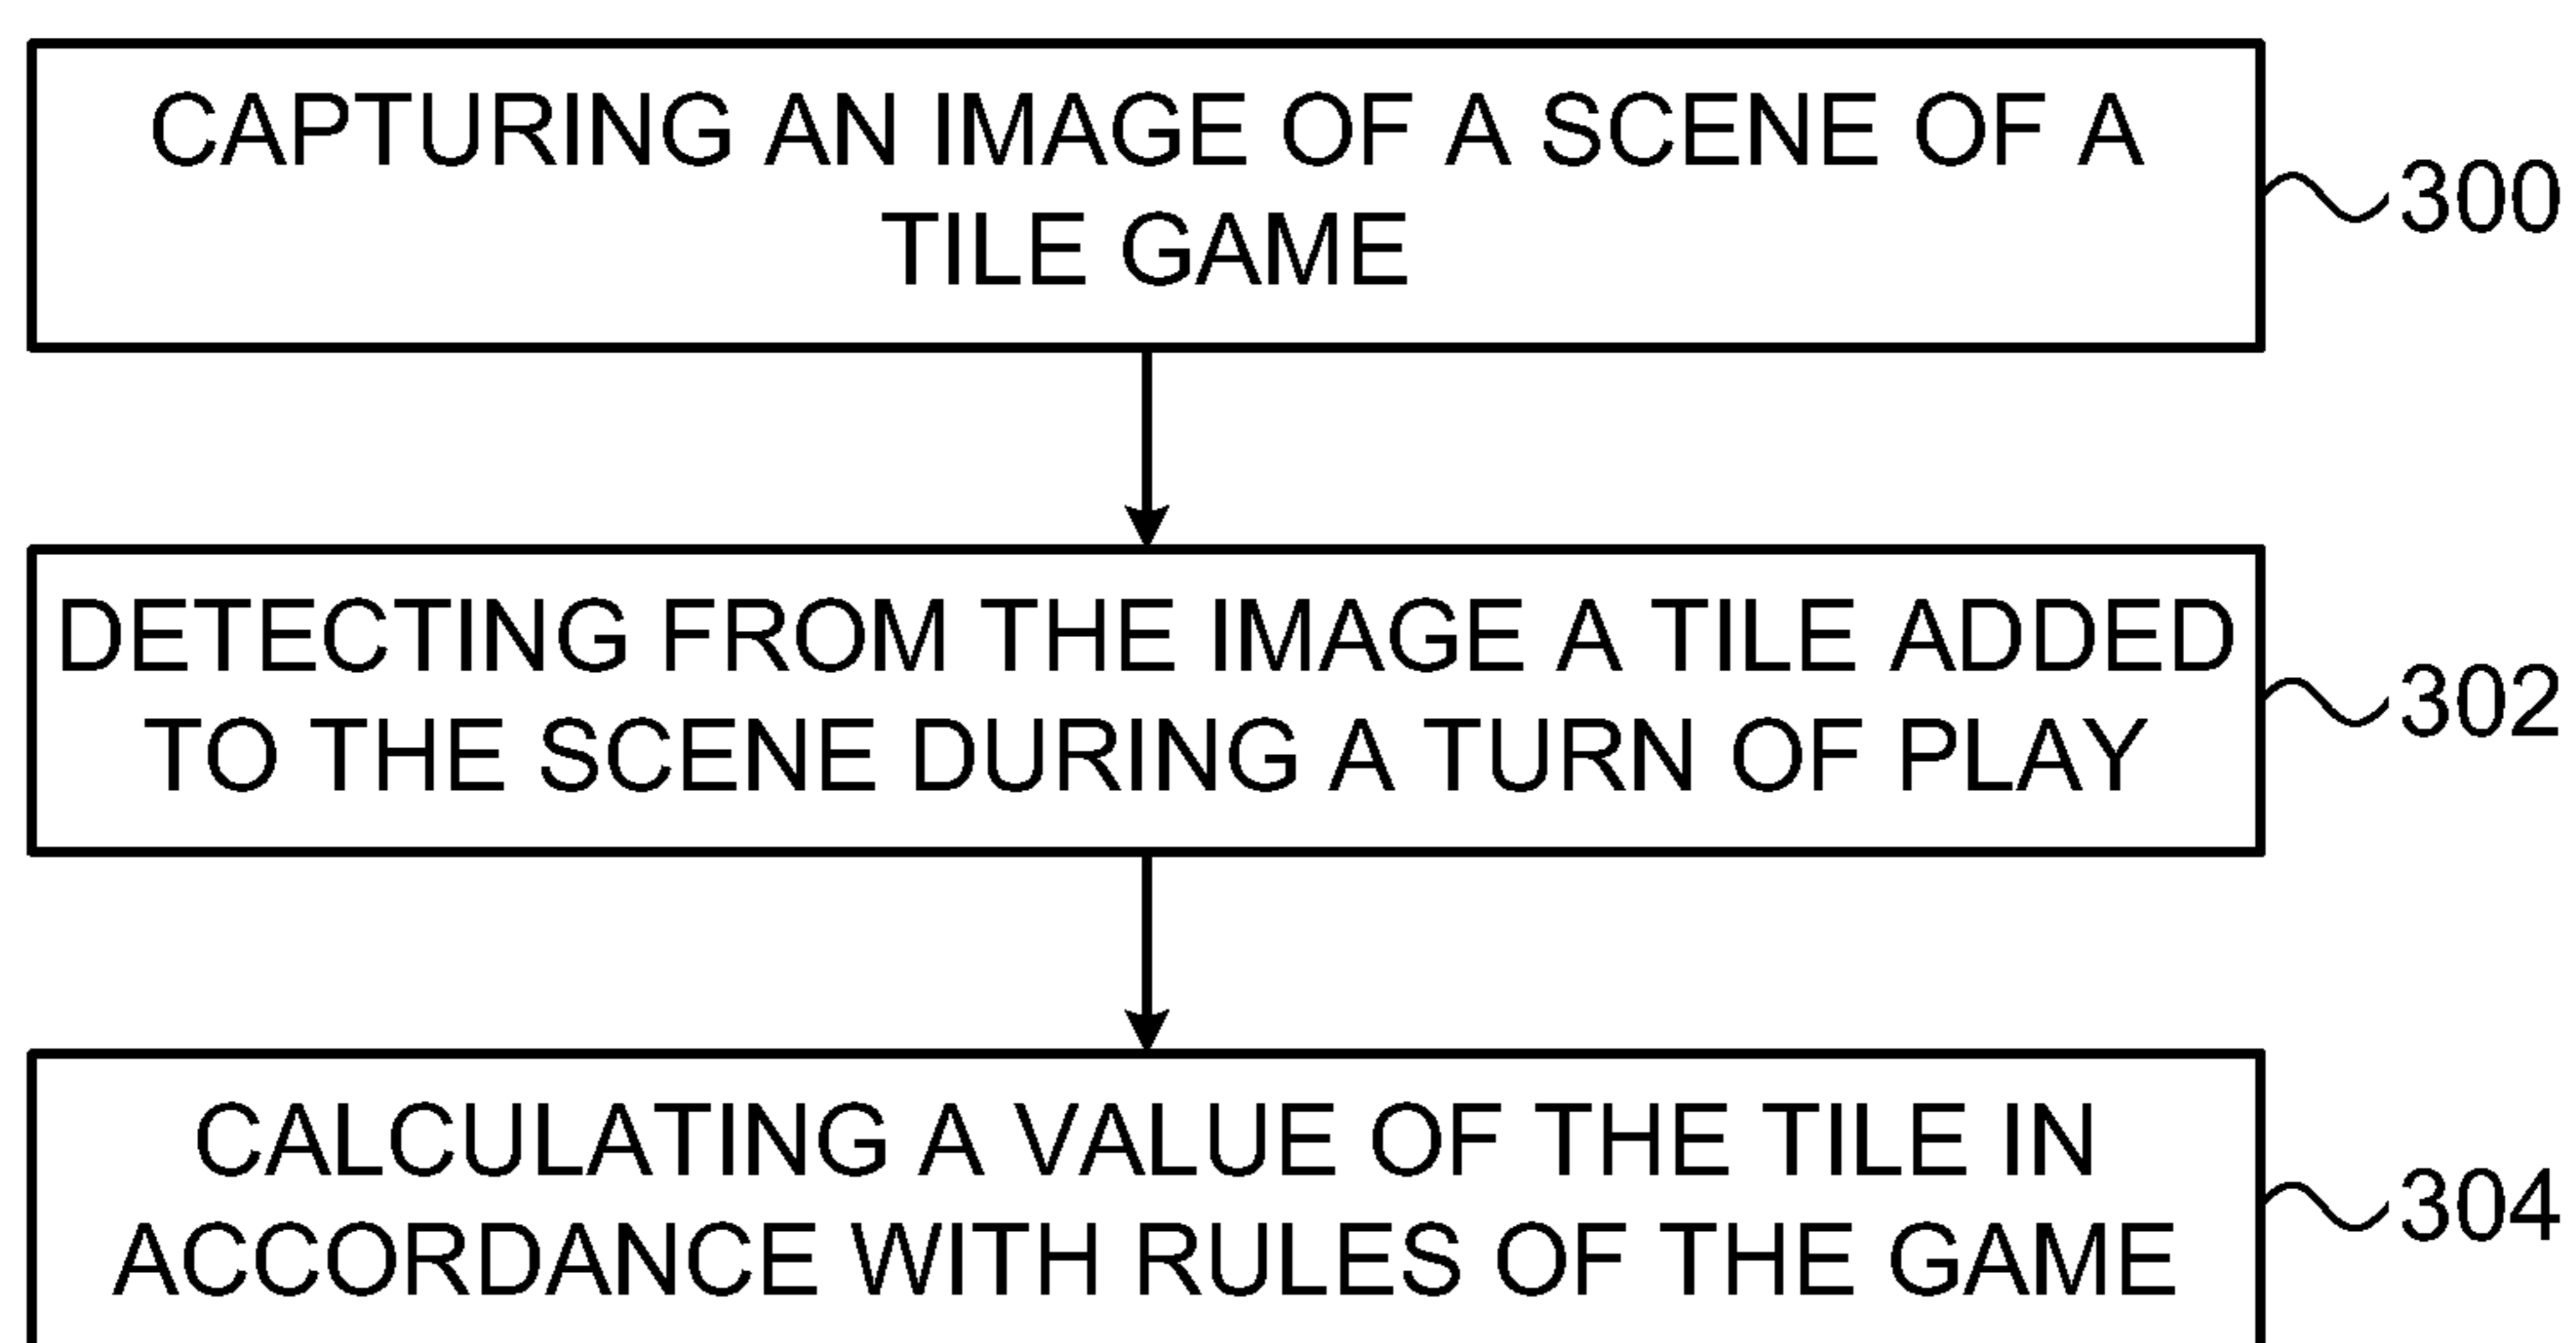 CAPTURING AN IMAGE OF A SCENE OF A
TILE GAME
300
DETECTING FROM THE IMAGE A TILE ADDED
TO THE SCENE DURING A TURN OF PLAY
302
CALCULATING A VALUE OF THE TILE IN
ACCORDANCE WITH RULES OF THE GAME
304